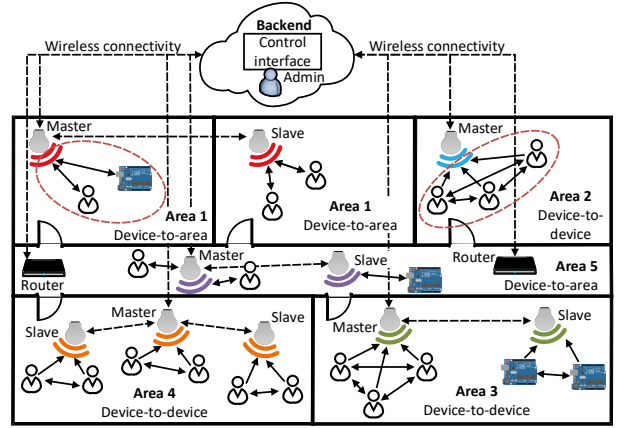 Backend
Wireless connectivity
Control
interface
Wireless connectivity
Admin
Master
Slave
Master
Area 1
Device-to-area
Area 1
Device-to-area
Area 2
Device-to-
device
Router
Master
Slave
Router
Area 5
Device-to-area
Slave
Master
Slave
Area 4
Device-to-device
Master
Slave
Area 3
Device-to-device